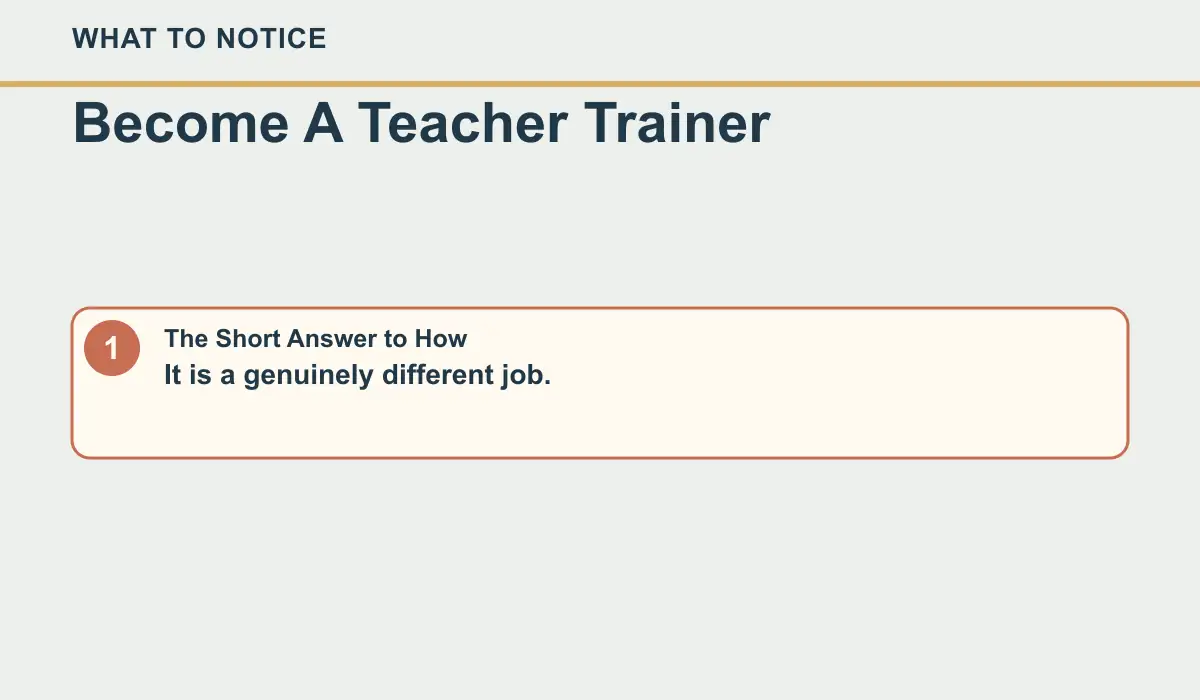 WHAT TO NOTICE
Become A Teacher Trainer
1
The Short Answer to How
It is a genuinely different job.